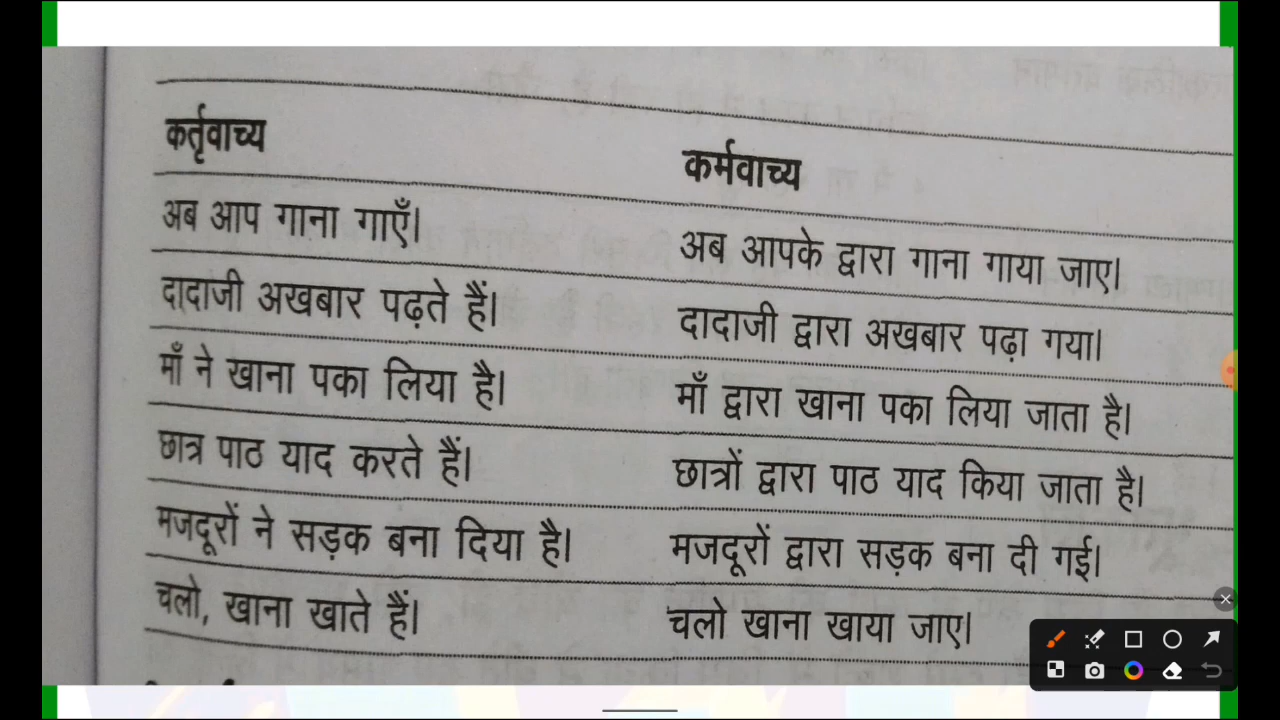 कर्तृवाच्य
कर्मवाच्य
अब आप गाना गाएँ।
अब आपके द्वारा गाना गाया जाए।
दादाजी अखबार पढ़ते हैं।
दादाजी द्वारा अखबार पढ़ा गया।
माँ ने खाना पका लिया है।
माँ द्वारा खाना पका लिया जाता है।
छात्र पाठ याद करते हैं।
छात्रों द्वारा पाठ याद किया जाता है।
मजदूरों ने सड़क बना दिया है।
मजदूरों द्वारा सड़क बना दी गई।
चलो, खाना खाते हैं।
चलो खाना खाया जाए।